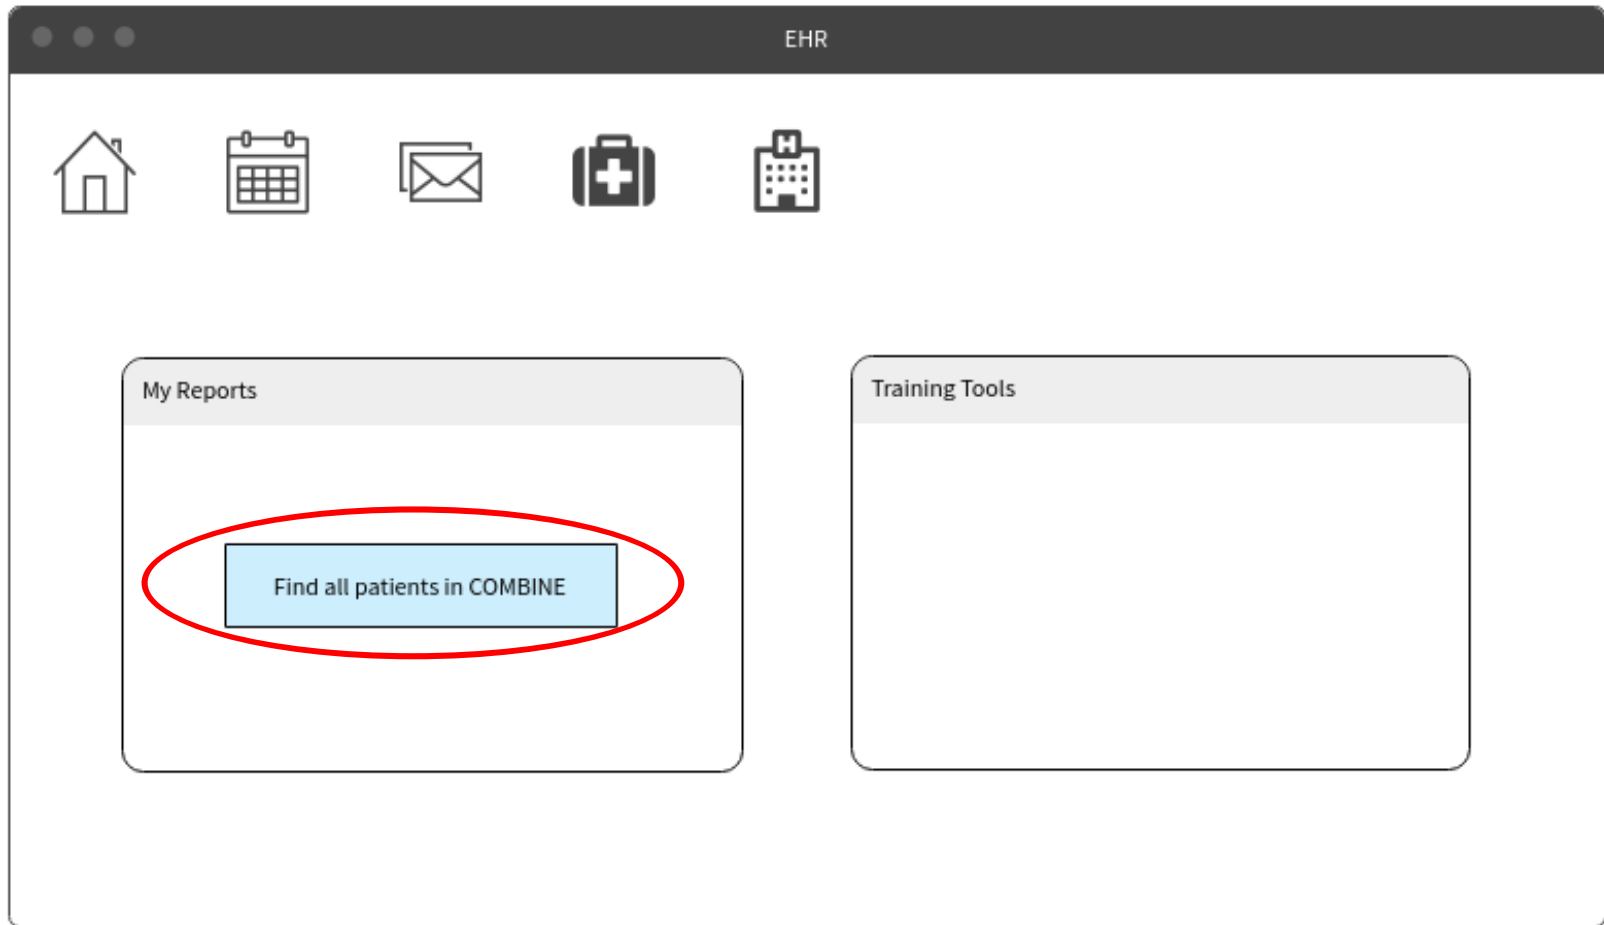 EHR
H
My Reports
Training Tools
Find all patients in COMBINE